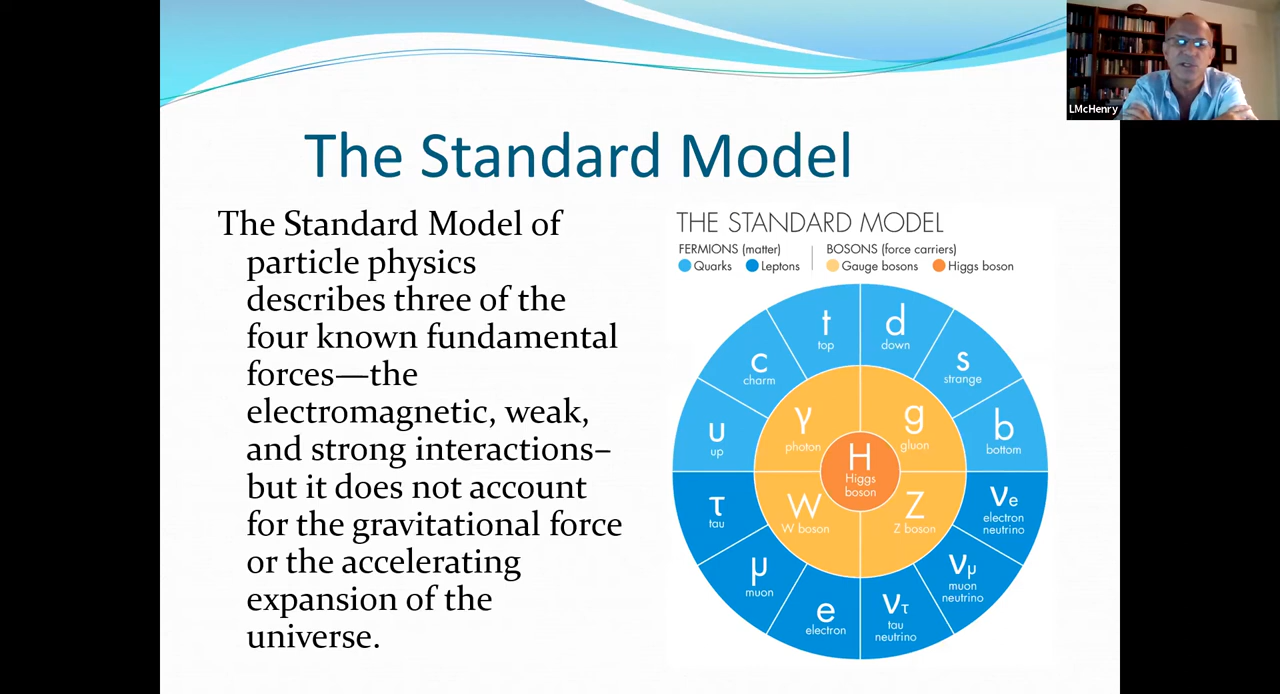 LMcHenry
The Standard Model
The Standard Model of
particle physics
describes three of the
four known fundamental
forces—the
electromagnetic, weak,
and strong interactions–
but it does not account
for the gravitational force
or the accelerating
expansion of the
universe.
THE STANDARD MODEL
FERMIONS (matter)
BOSONS (force carriers)
Quarks
Leptons
Gauge bosons
Higgs boson
t
top
d
down
c
charm
s
strange
u
up
b
bottom
γ
photon
g
gluon
H
Higgs
boson
W
W boson
Z
Z boson
τ
tau
νe
electron
neutrino
μ
muon
νμ
muon
neutrino
e
electron
ντ
tau
neutrino